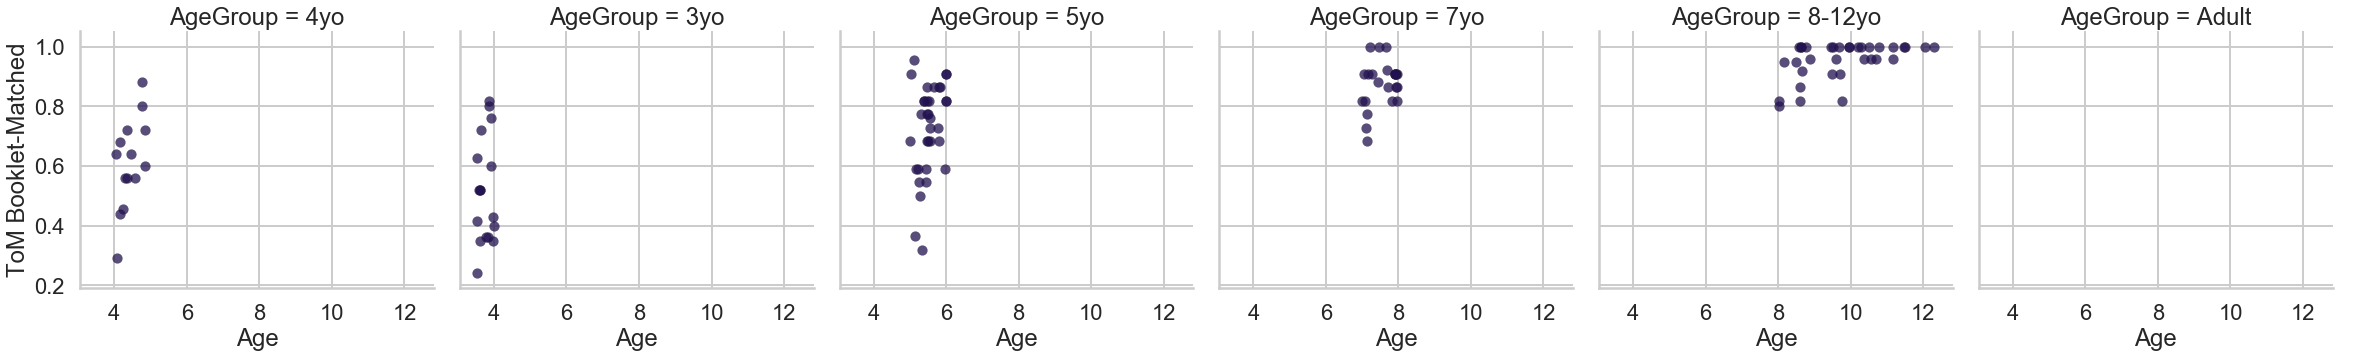 AgeGroup = 4yo
AgeGroup = 3yo
AgeGroup = 5yo
AgeGroup = 7yo
AgeGroup = 8-12yo
AgeGroup = Adult
ToM Booklet-Matched
1.0
0.8
0.6
0.4
0.2
4 6 8 10 12
4 6 8 10 12
4 6 8 10 12
4 6 8 10 12
4 6 8 10 12
4 6 8 10 12
Age
Age
Age
Age
Age
Age